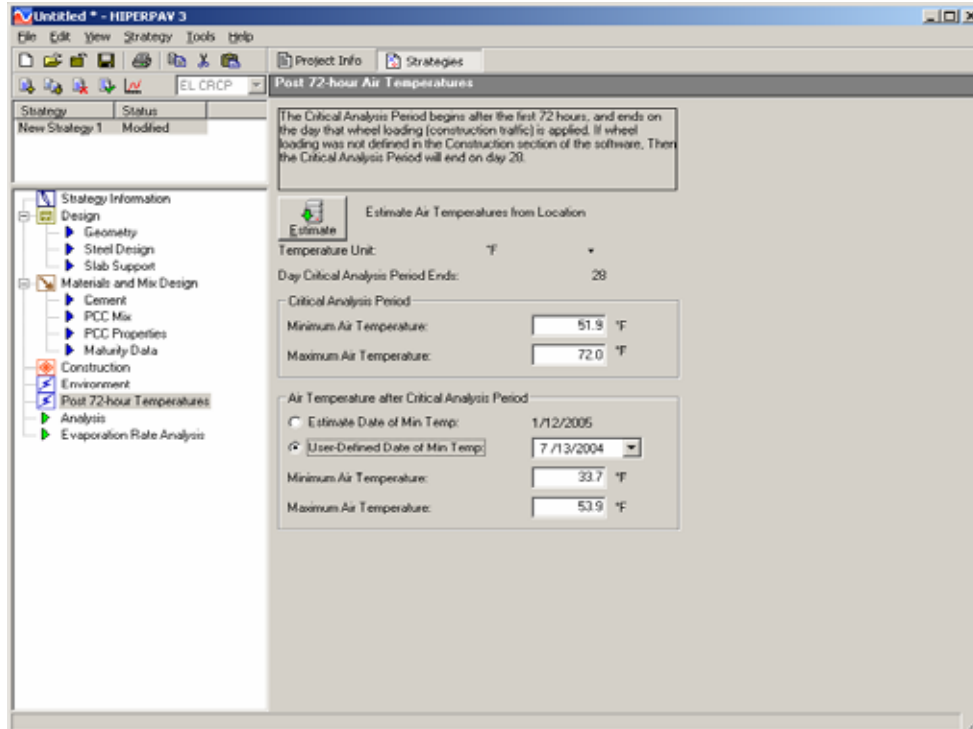 Untitled * - HIPERPAV 3
File Edit View Strategy Tools Help
Project Info Strategies
EL CRCP
Post 72-hour Air Temperatures
Strategy Status
New Strategy 1 Modified
The Critical Analysis Period begins after the first 72 hours, and ends on
the day that wheel loading (construction traffic) is applied. If wheel
loading was not defined in the Construction section of the software, Then
the Critical Analysis Period will end on day 28.
Strategy Information
Design
Geometry
Steel Design
Slab Support
Materials and Mix Design
Cement
PCC Mix
PCC Properties
Maturity Data
Construction
Environment
Post 72-hour Temperatures
Analysis
Evaporation Rate Analysis
Estimate
Estimate Air Temperatures from Location
Temperature Unit: °F
Day Critical Analysis Period Ends: 28
Critical Analysis Period
Minimum Air Temperature: 51.9 °F
Maximum Air Temperature: 72.0 °F
Air Temperature after Critical Analysis Period
Estimate Date of Min Temp: 1/12/2005
User-Defined Date of Min Temp: 7 /13/2004
Minimum Air Temperature: 33.7 °F
Maximum Air Temperature: 53.9 °F